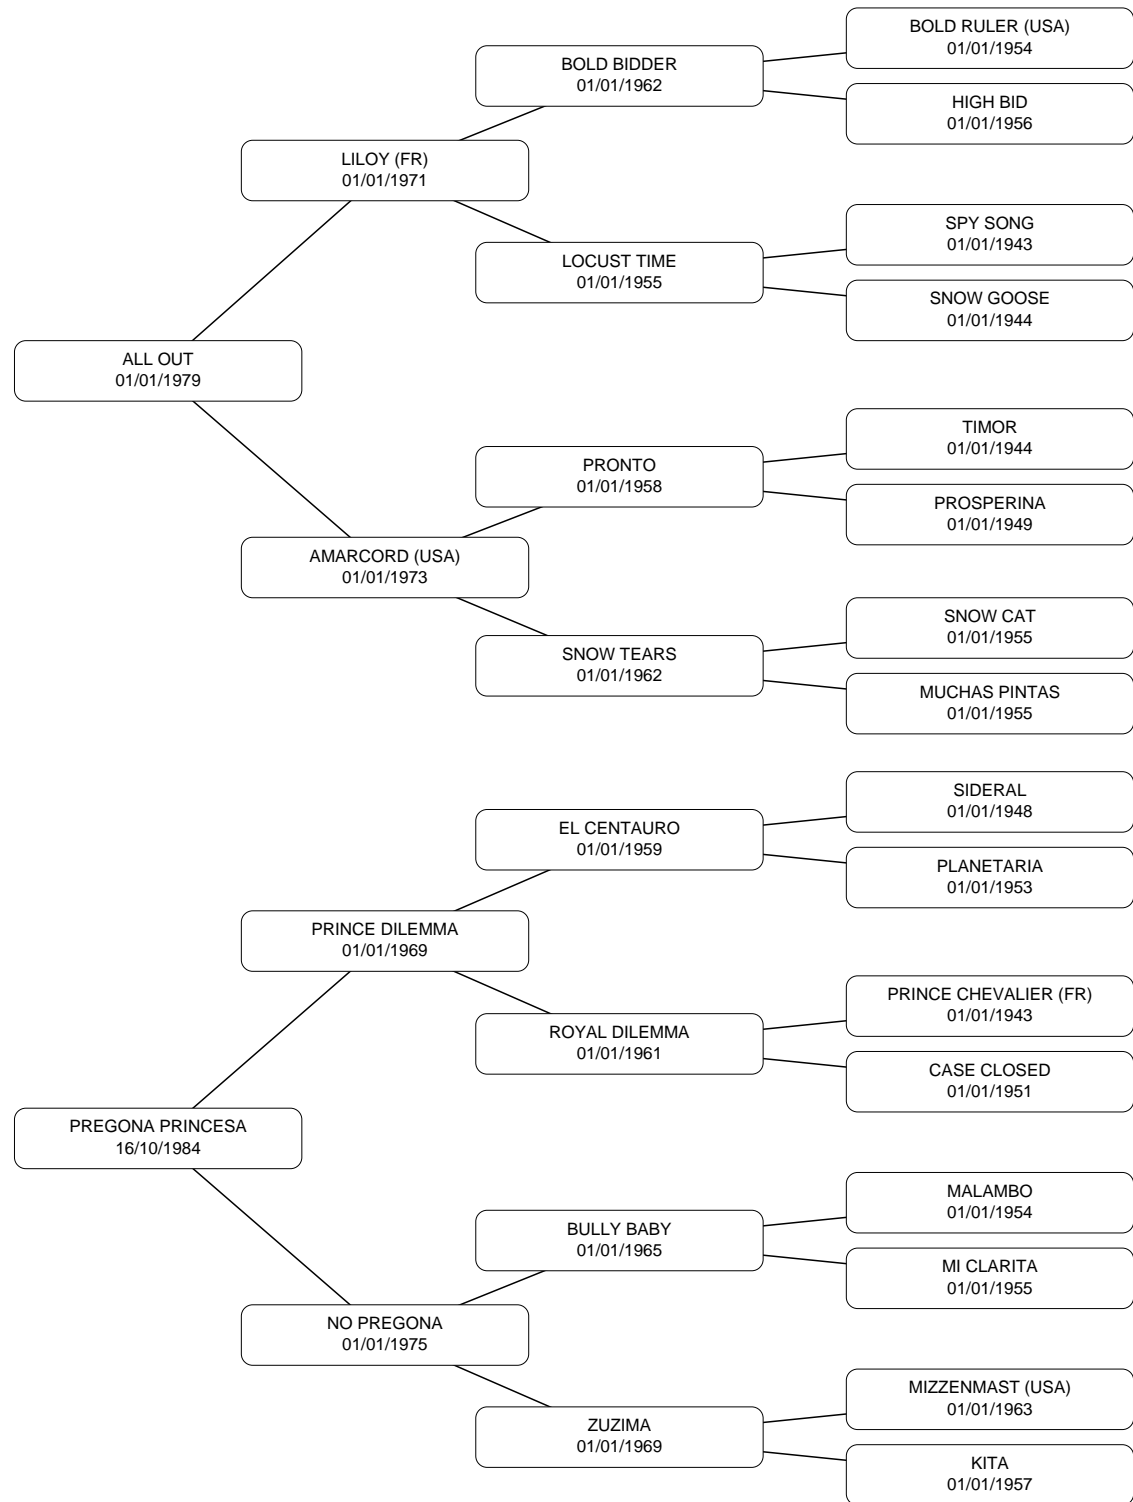 BOLD RULER (USA)
01/01/1954
BOLD BIDDER
01/01/1962
HIGH BID
01/01/1956
LILOY (FR)
01/01/1971
SPY SONG
01/01/1943
LOCUST TIME
01/01/1955
SNOW GOOSE
01/01/1944
ALL OUT
01/01/1979
TIMOR
01/01/1944
PRONTO
01/01/1958
PROSPERINA
01/01/1949
AMARCORD (USA)
01/01/1973
SNOW CAT
01/01/1955
SNOW TEARS
01/01/1962
MUCHAS PINTAS
01/01/1955
SIDERAL
01/01/1948
EL CENTAURO
01/01/1959
PLANETARIA
01/01/1953
PRINCE DILEMMA
01/01/1969
PRINCE CHEVALIER (FR)
01/01/1943
ROYAL DILEMMA
01/01/1961
CASE CLOSED
01/01/1951
PREGONA PRINCESA
16/10/1984
MALAMBO
01/01/1954
BULLY BABY
01/01/1965
MI CLARITA
01/01/1955
NO PREGONA
01/01/1975
MIZZENMAST (USA)
01/01/1963
ZUZIMA
01/01/1969
KITA
01/01/1957